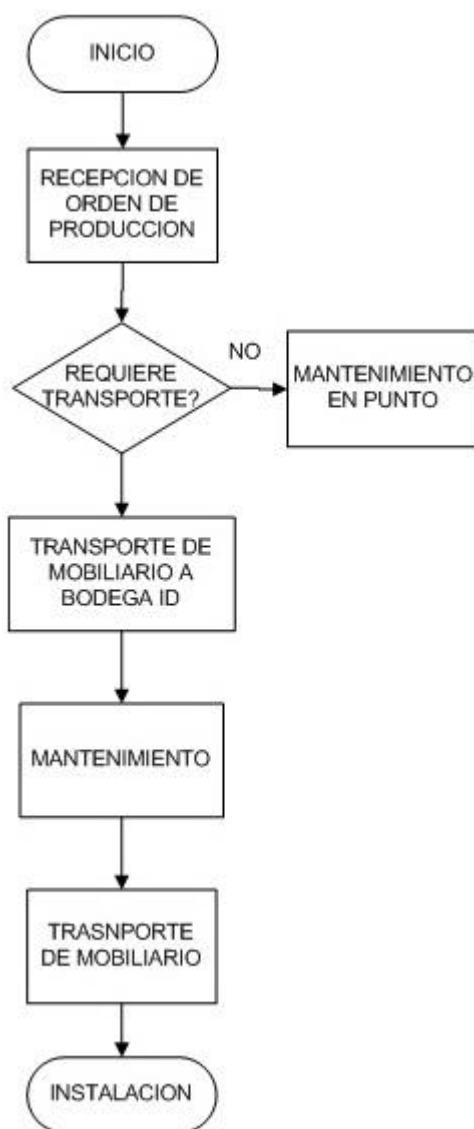 INICIO
RECEPCION DE
ORDEN DE
PRODUCCION
REQUIERE
TRANSPORTE?
NO
MANTENIMIENTO
EN PUNTO
TRANSPORTE DE
MOBILIARIO A
BODEGA ID
MANTENIMIENTO
TRASNPORTE
DE MOBILIARIO
INSTALACION